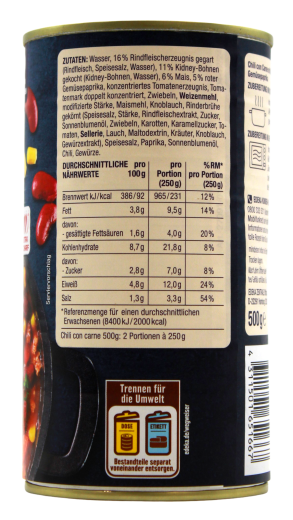 ZUTATEN: Wasser, 16% Rindfleischerzeugnis gegart
(Rindfleisch, Speisesalz, Wasser), 11% Kidney-Bohnen
gekocht (Kidney-Bohnen, Wasser), 6% Mais, 5% roter
Gemüsepaprika, konzentriertes Tomatenerzeugnis, Toma-
tenmark doppelt konzentriert, Zwiebeln, Weizenmehl,
modifizierte Stärke, Maismehl, Knoblauch, Rinderbrühe
gekörnt (Speisesalz, Stärke, Rindfleischextrakt, Zucker,
Sonnenblumenöl, Zwiebeln, Karotten, Karamellzucker, To-
maten, Sellerie, Lauch, Maltodextrin, Kräuter, Knoblauch,
Gewürzextrakt), Speisesalz, Paprika, Sonnenblumenöl,
Chili, Gewürze.
DURCHSCHNITTLICHE NÄHRWERTE pro 100g pro Portion (250g) %RM* pro Portion (250g)
Brennwert kJ/kcal 386/92 965/231 12%
Fett 3,8g 9,5g 14%
davon:
- gesättigte Fettsäuren 1,6g 4,0g 20%
Kohlenhydrate 8,7g 21,8g 8%
davon:
- Zucker 2,8g 7,0g 8%
Eiweiß 4,8g 12,0g 24%
Salz 1,3g 3,3g 54%
*Referenzmenge für einen durchschnittlichen
Erwachsenen (8400kJ/2000kcal)
Chili con carne 500g: 2 Portionen à 250g
Serviervorschlag
Trennen für
die Umwelt
DOSE
ETIKETT
Bestandteile separat
voneinander entsorgen.
edeka.de/wegweiser
Chili con Carne
500g